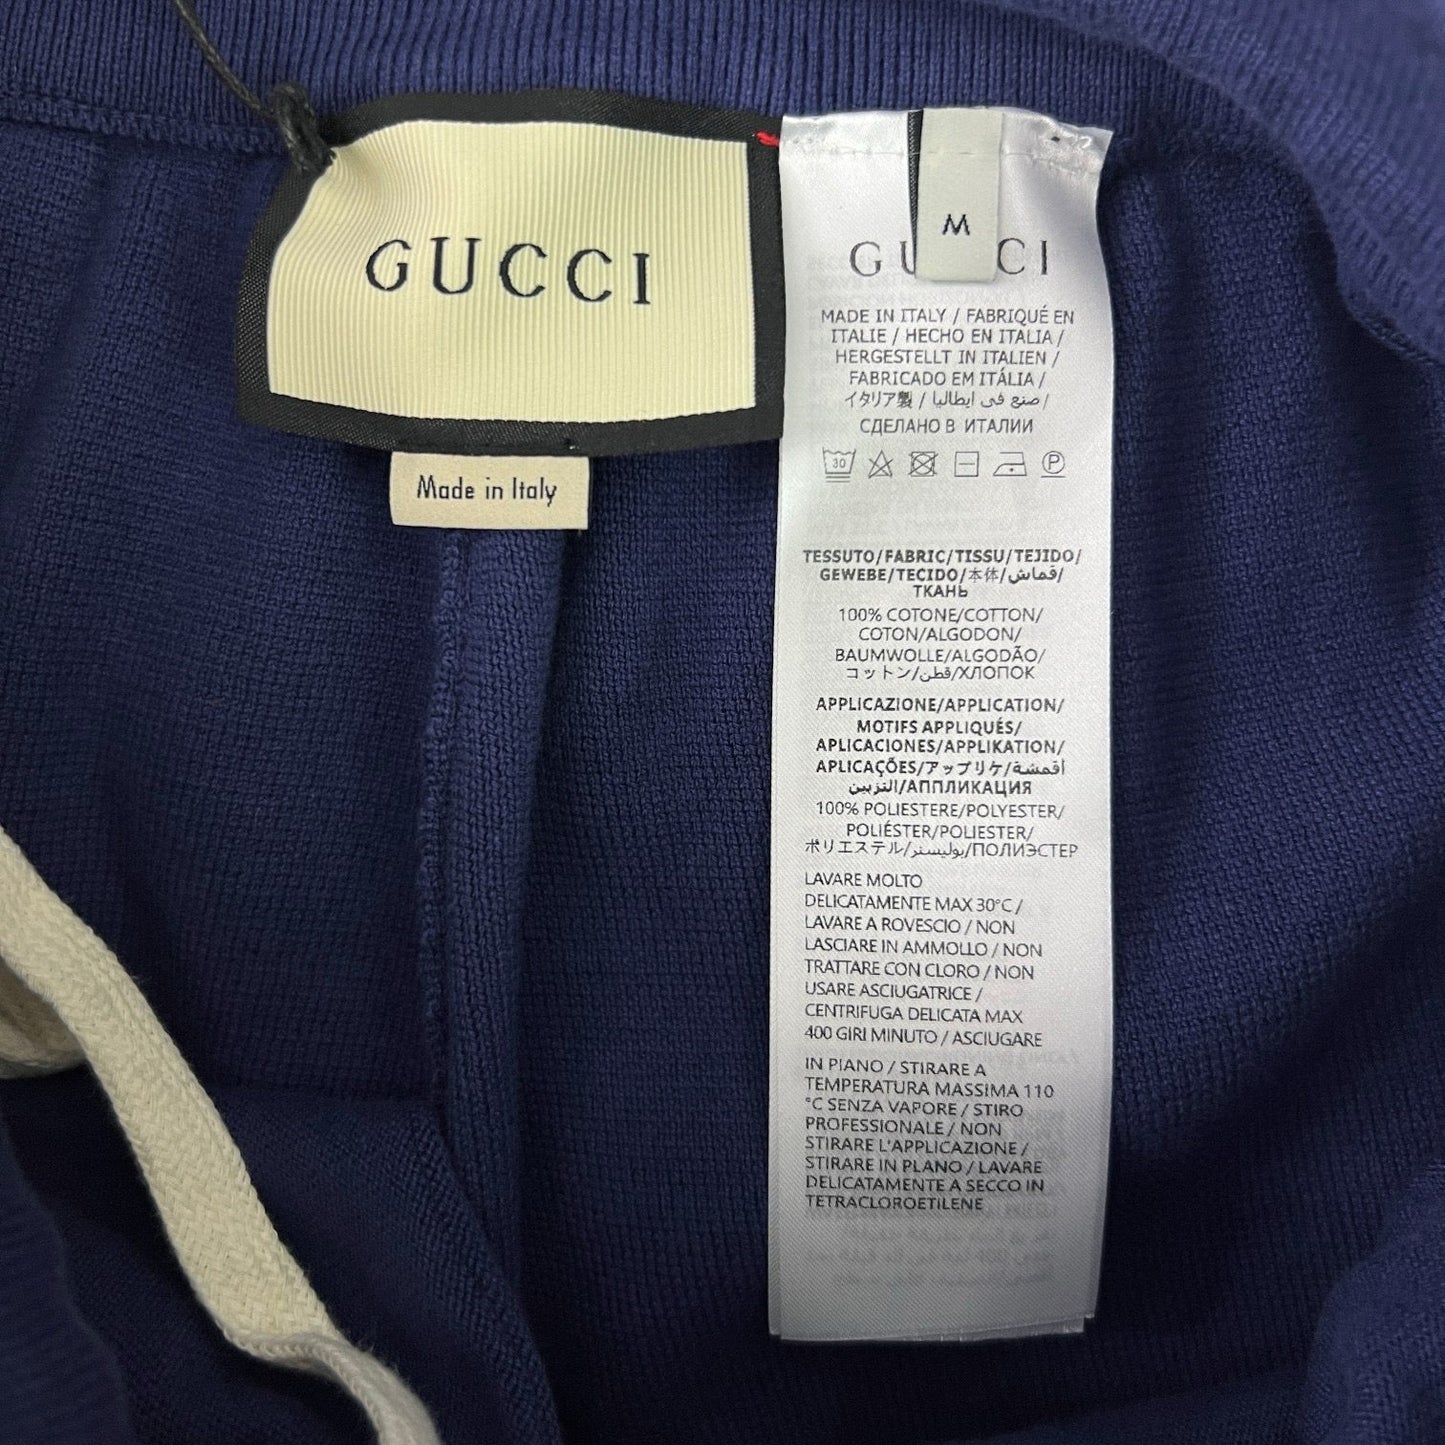 GUCCI
Made in Italy
M
GUCCI
MADE IN ITALY / FABRIQUÉ EN
ITALIE / HECHO EN ITALIA /
HERGESTELLT IN ITALIEN /
FABRICADO EM ITÁLIA /
イタリア製 / صنع في ايطاليا /
СДЕЛАНО В ИТАЛИИ
30
P
TESSUTO/FABRIC/TISSU/TEJIDO/
GEWEBE/TECIDO/本体/قماش/
ТКАНЬ
100% COTONE/COTTON/
COTON/ALGODON/
BAUMWOLLE/ALGODÃO/
コットン/قطن/ХЛОПОК
APPLICAZIONE/APPLICATION/
MOTIFS APPLIQUÉS/
APLICACIONES/APPLIKATION/
APLICAÇÕES/アップリケ/أقمشة
التزيين/АППЛИКАЦИЯ
100% POLIESTERE/POLYESTER/
POLIÉSTER/POLIESTER/
ポリエステル/بوليستر/ПОЛИЭСТЕР
LAVARE MOLTO
DELICATAMENTE MAX 30°C /
LAVARE A ROVESCIO / NON
LASCIARE IN AMMOLLO / NON
TRATTARE CON CLORO / NON
USARE ASCIUGATRICE /
CENTRIFUGA DELICATA MAX
400 GIRI MINUTO / ASCIUGARE
IN PIANO / STIRARE A
TEMPERATURA MASSIMA 110
°C SENZA VAPORE / STIRO
PROFESSIONALE / NON
STIRARE L'APPLICAZIONE /
STIRARE IN PLANO / LAVARE
DELICATAMENTE A SECCO IN
TETRACLOROETILENE